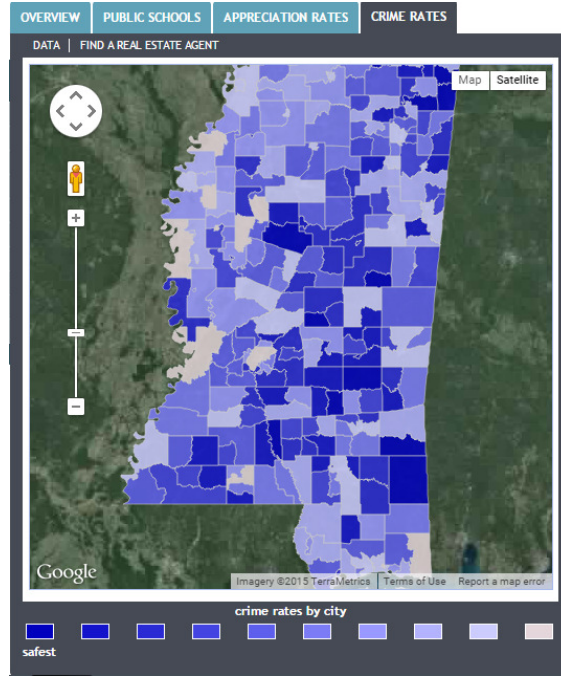 OVERVIEW
PUBLIC SCHOOLS
APPRECIATION RATES
CRIME RATES
DATA | FIND A REAL ESTATE AGENT
Map
Satellite
+
−
Google
Imagery ©2015 TerraMetrics
Terms of Use
Report a map error
crime rates by city
safest